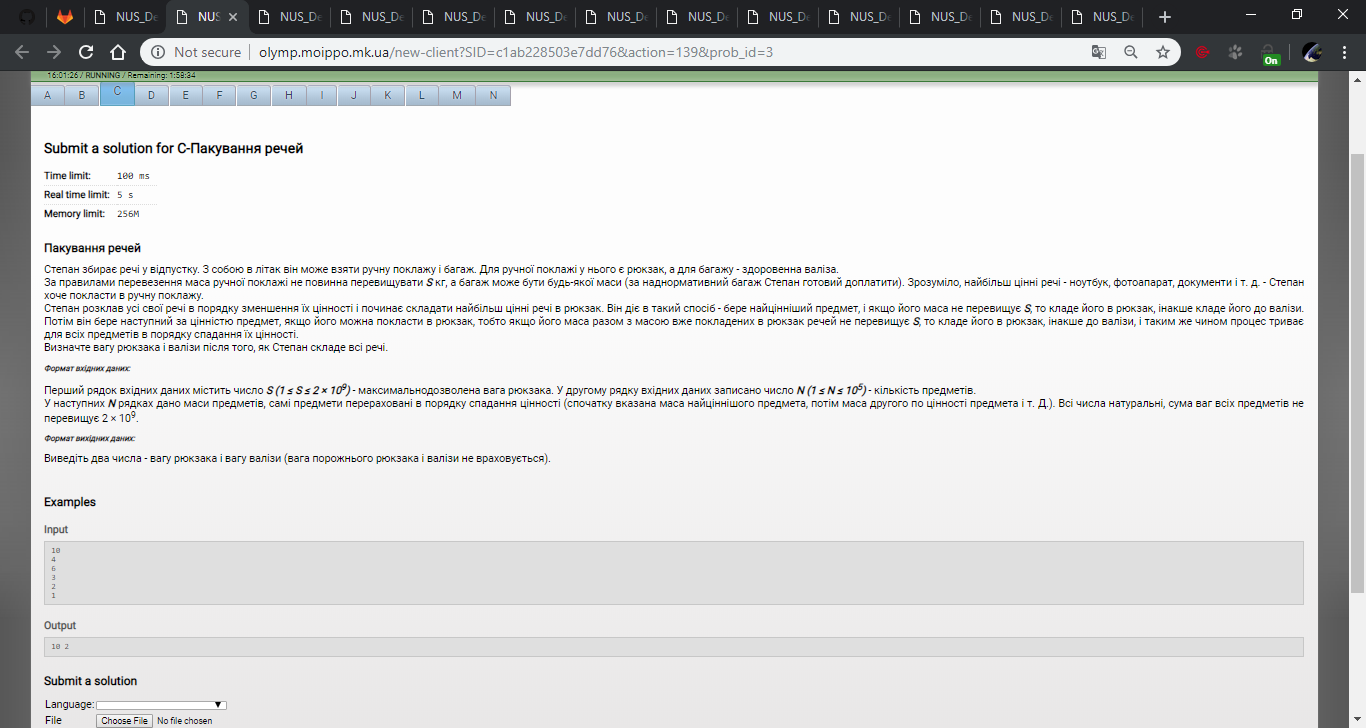 NUS_De NUS_ NUS_De NUS_De NUS_De NUS_De NUS_De NUS_De NUS_De NUS_De NUS_De NUS_De NUS_De
Not secure | olymp.moippo.mk.ua/new-client?SID=c1ab228503e7dd76&action=139&prob_id=3
On
16:01:26 / RUNNING / Remaining: 1:58:34
A B C D E F G H I J K L M N
Submit a solution for C-Пакування речей
Time limit: 100 ms
Real time limit: 5 s
Memory limit: 256M
Пакування речей
Степан збирає речі у відпустку. З собою в літак він може взяти ручну поклажу і багаж. Для ручної поклажі у нього є рюкзак, а для багажу - здоровенна валіза.
За правилами перевезення маса ручної поклажі не повинна перевищувати S кг, а багаж може бути будь-якої маси (за наднормативний багаж Степан готовий доплатити). Зрозуміло, найбільш цінні речі - ноутбук, фотоапарат, документи і т. д. - Степан
хоче покласти в ручну поклажу.
Степан розклав усі свої речі в порядку зменшення їх цінності і починає складати найбільш цінні речі в рюкзак. Він діє в такий спосіб - бере найцінніший предмет, і якщо його маса не перевищує S, то кладе його в рюкзак, інакше кладе його до валізи.
Потім він бере наступний за цінністю предмет, якщо його можна покласти в рюкзак, тобто якщо його маса разом з масою вже покладених в рюкзак речей не перевищує S, то кладе його в рюкзак, інакше до валізи, і таким же чином процес триває
для всіх предметів в порядку спадання їх цінності.
Визначте вагу рюкзака і валізи після того, як Степан складе всі речі.
Формат вхідних даних:
Перший рядок вхідних даних містить число S (1 ≤ S ≤ 2 × 10⁹) - максимальнодозволена вага рюкзака. У другому рядку вхідних даних записано число N (1 ≤ N ≤ 10⁵) - кількість предметів.
У наступних N рядках дано маси предметів, самі предмети перераховані в порядку спадання цінності (спочатку вказана маса найціннішого предмета, потім маса другого по цінності предмета і т. Д.). Всі числа натуральні, сума ваг всіх предметів не
перевищує 2 × 10⁹.
Формат вихідних даних:
Виведіть два числа - вагу рюкзака і вагу валізи (вага порожнього рюкзака і валізи не враховується).
Examples
Input
10
4
6
3
2
1
Output
10 2
Submit a solution
Language:
File Choose File No file chosen